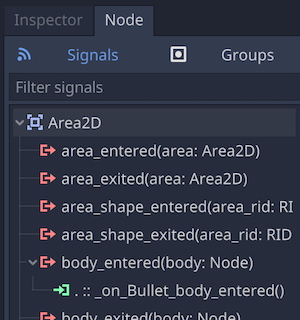 Inspector
Node
Signals
Groups
Filter signals
Area2D
area_entered(area: Area2D)
area_exited(area: Area2D)
area_shape_entered(area_rid: RI
area_shape_exited(area_rid: RID
body_entered(body: Node)
. :: _on_Bullet_body_entered()
body_exited(body: Node)